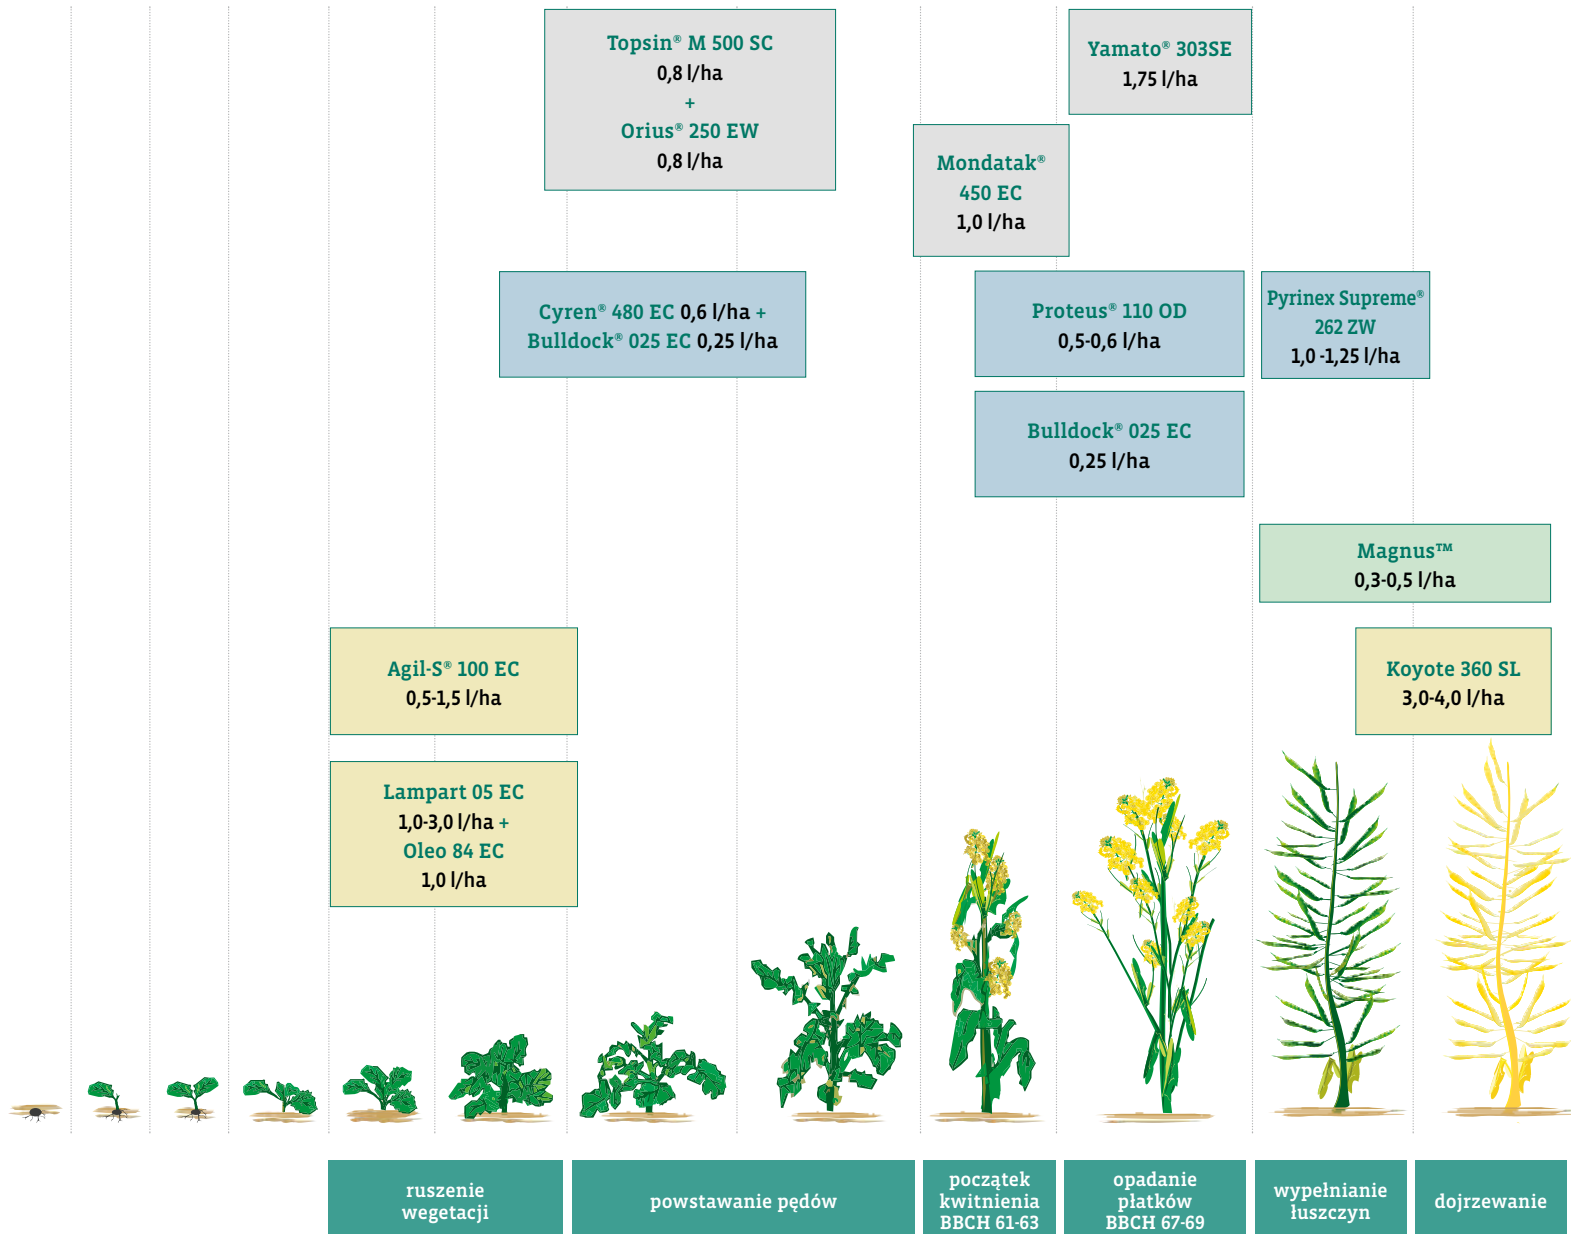 Topsin® M 500 SC
0,8 l/ha
+
Orius® 250 EW
0,8 l/ha
Yamato® 303SE
1,75 l/ha
Mondatak®
450 EC
1,0 l/ha
Cyren® 480 EC 0,6 l/ha +
Bulldock® 025 EC 0,25 l/ha
Proteus® 110 OD
0,5-0,6 l/ha
Pyrinex Supreme®
262 ZW
1,0 -1,25 l/ha
Bulldock® 025 EC
0,25 l/ha
Magnus™
0,3-0,5 l/ha
Agil-S® 100 EC
0,5-1,5 l/ha
Koyote 360 SL
3,0-4,0 l/ha
Lampart 05 EC
1,0-3,0 l/ha +
Oleo 84 EC
1,0 l/ha
ruszenie
wegetacji
powstawanie pędów
początek
kwitnienia
BBCH 61-63
opadanie
płatków
BBCH 67-69
wypełnianie
łuszczyn
dojrzewanie